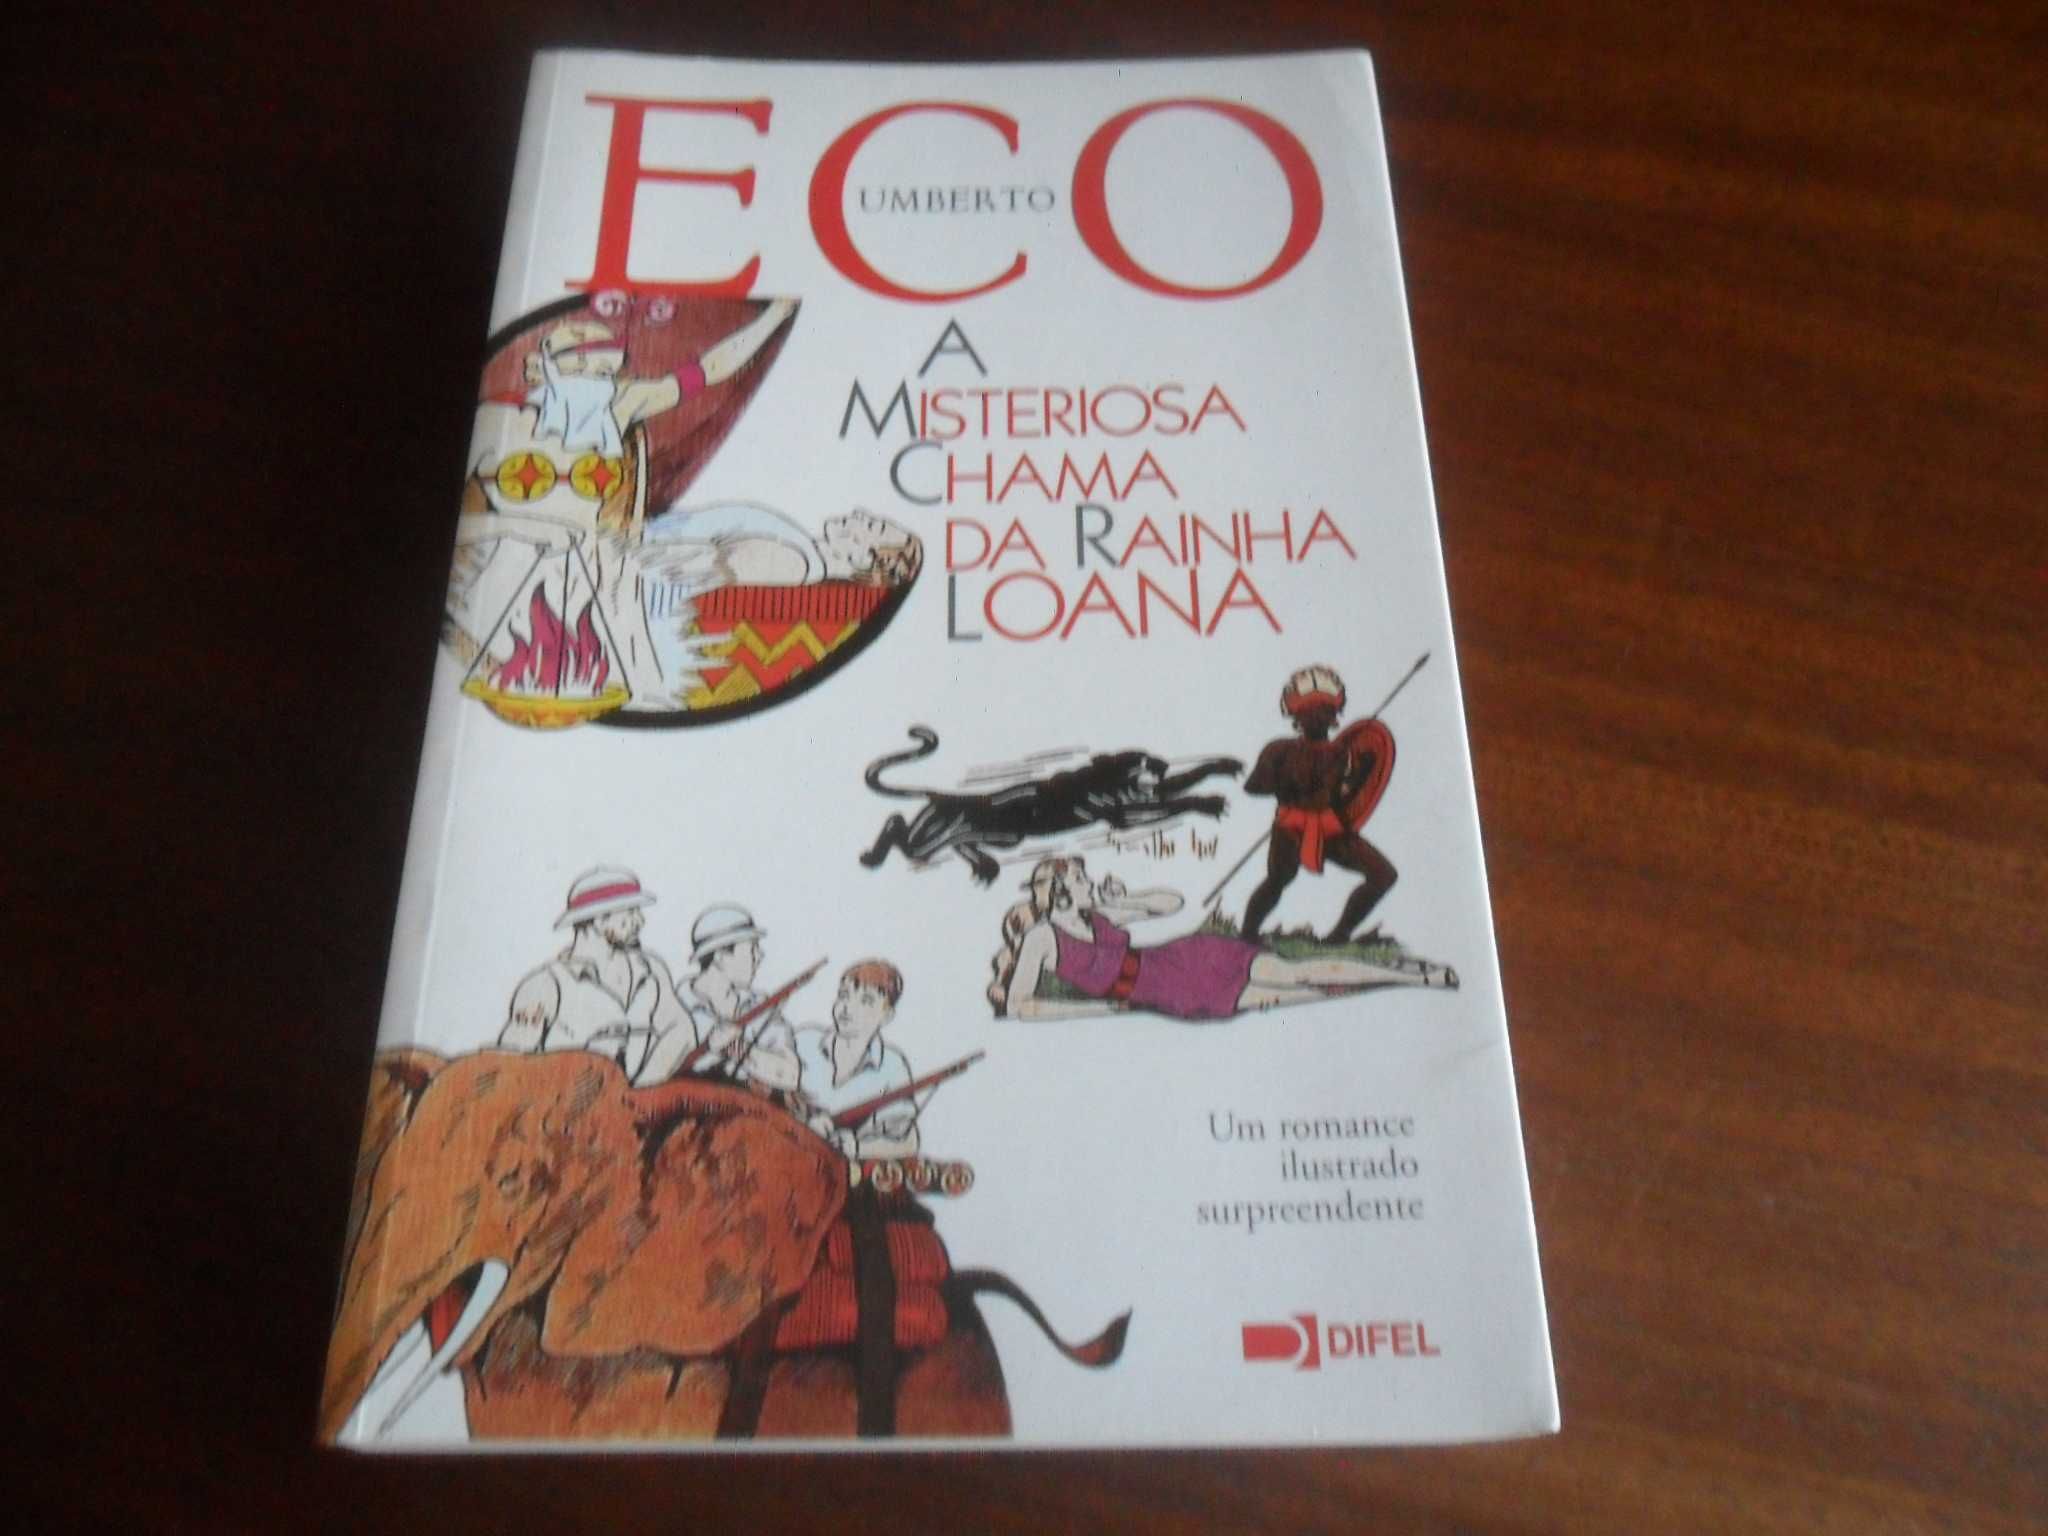 ECO
UMBERTO
A
MISTERIOSA
CHAMA
DA RAINHA
LOANA
Um romance
ilustrado
surpreendente
DIFEL